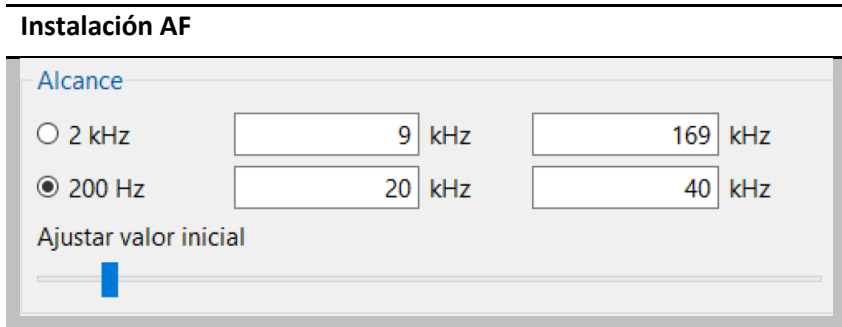 Instalación AF
Alcance
2 kHz 9 kHz 169 kHz
200 Hz 20 kHz 40 kHz
Ajustar valor inicial